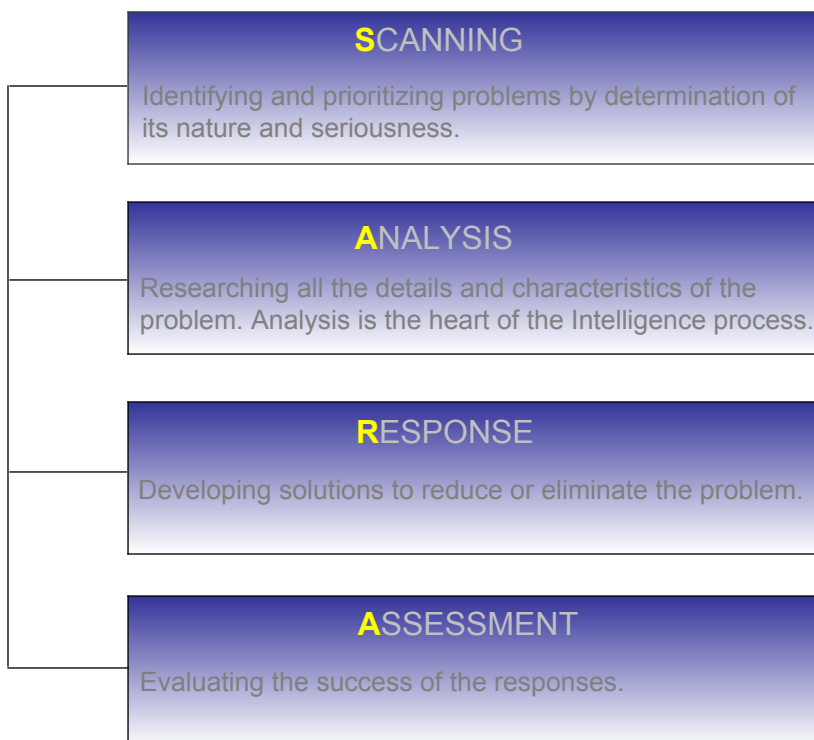 SCANNING
Identifying and prioritizing problems by determination of
its nature and seriousness.
ANALYSIS
Researching all the details and characteristics of the
problem. Analysis is the heart of the Intelligence process.
RESPONSE
Developing solutions to reduce or eliminate the problem.
ASSESSMENT
Evaluating the success of the responses.